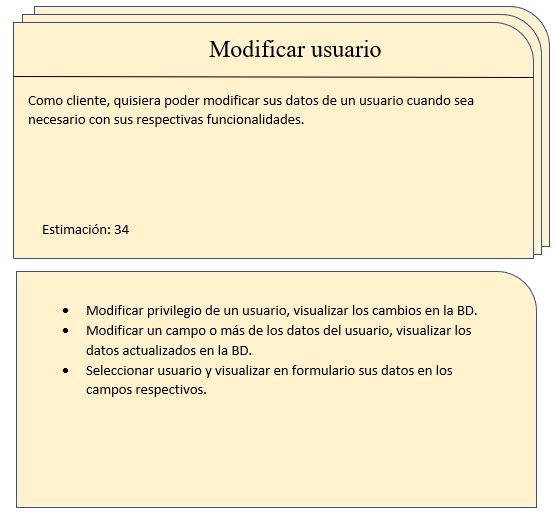 Modificar usuario
Como cliente, quisiera poder modificar sus datos de un usuario cuando sea
necesario con sus respectivas funcionalidades.
Estimación: 34
• Modificar privilegio de un usuario, visualizar los cambios en la BD.
• Modificar un campo o más de los datos del usuario, visualizar los
datos actualizados en la BD.
• Seleccionar usuario y visualizar en formulario sus datos en los
campos respectivos.